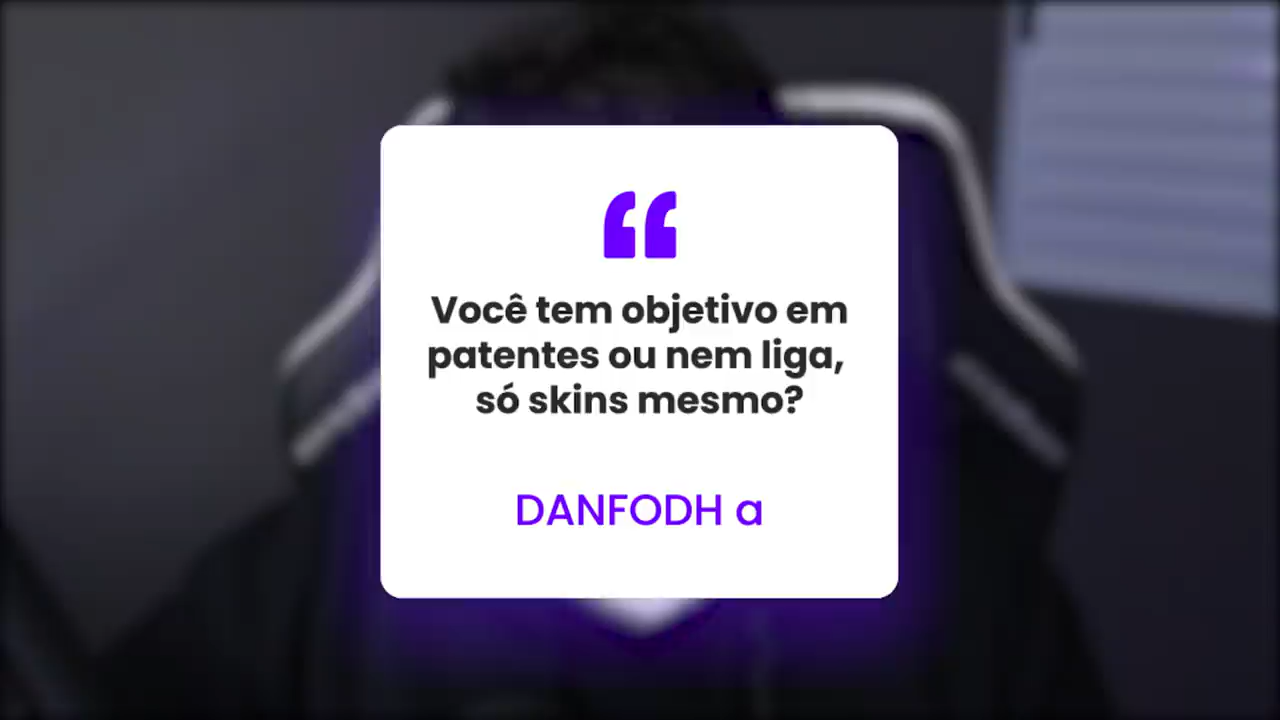 Você tem objetivo em
patentes ou nem liga,
só skins mesmo?
DANFODH a